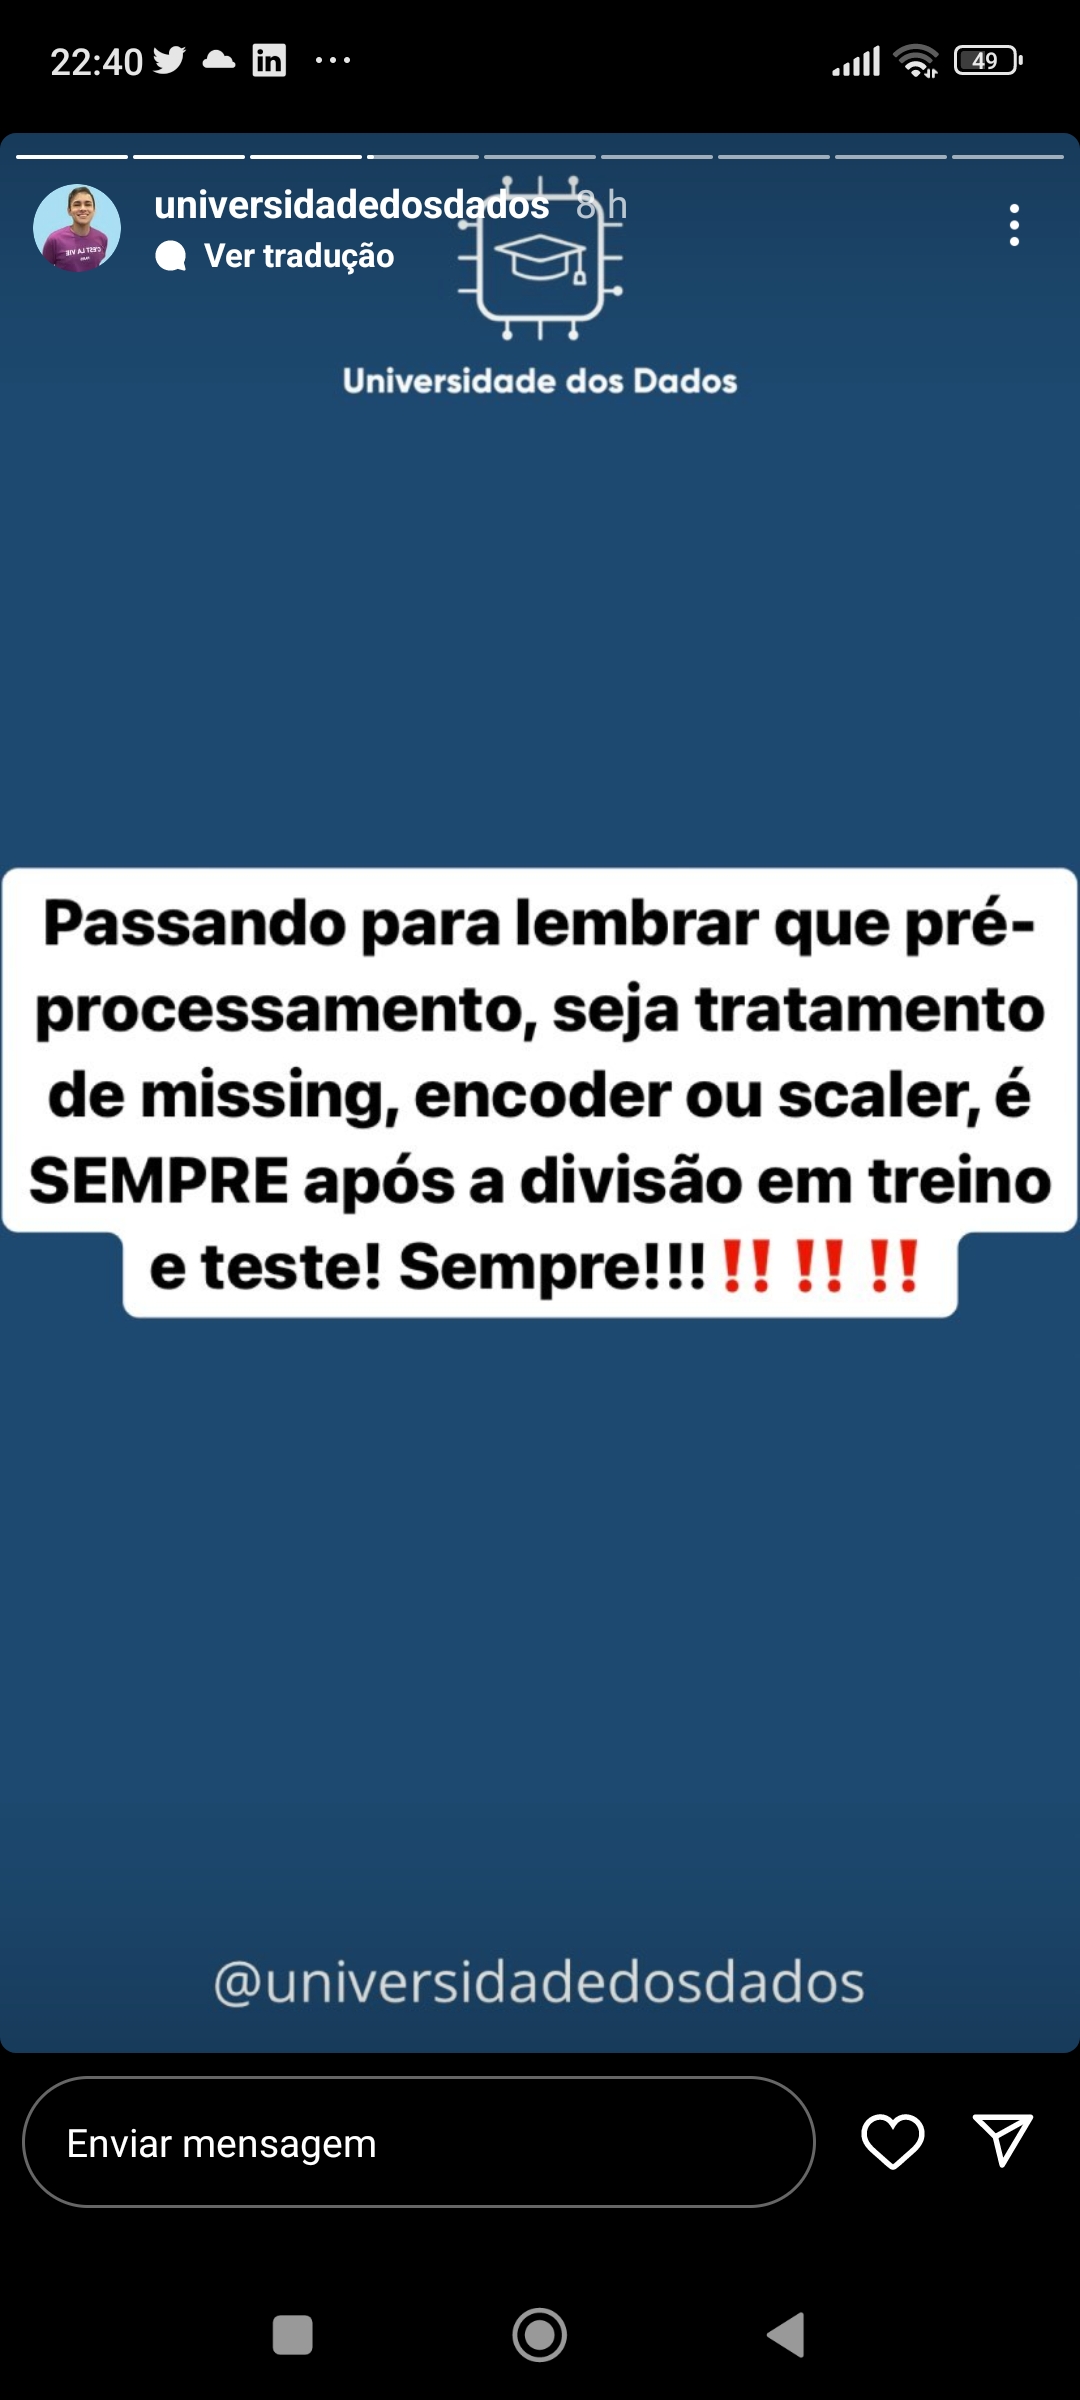 22:40
49
universidadedosdados 8 h
Ver tradução
Universidade dos Dados
Passando para lembrar que pré-
processamento, seja tratamento
de missing, encoder ou scaler, é
SEMPRE após a divisão em treino
e teste! Sempre!!!‼️ ‼️ ‼️
@universidadedosdados
Enviar mensagem